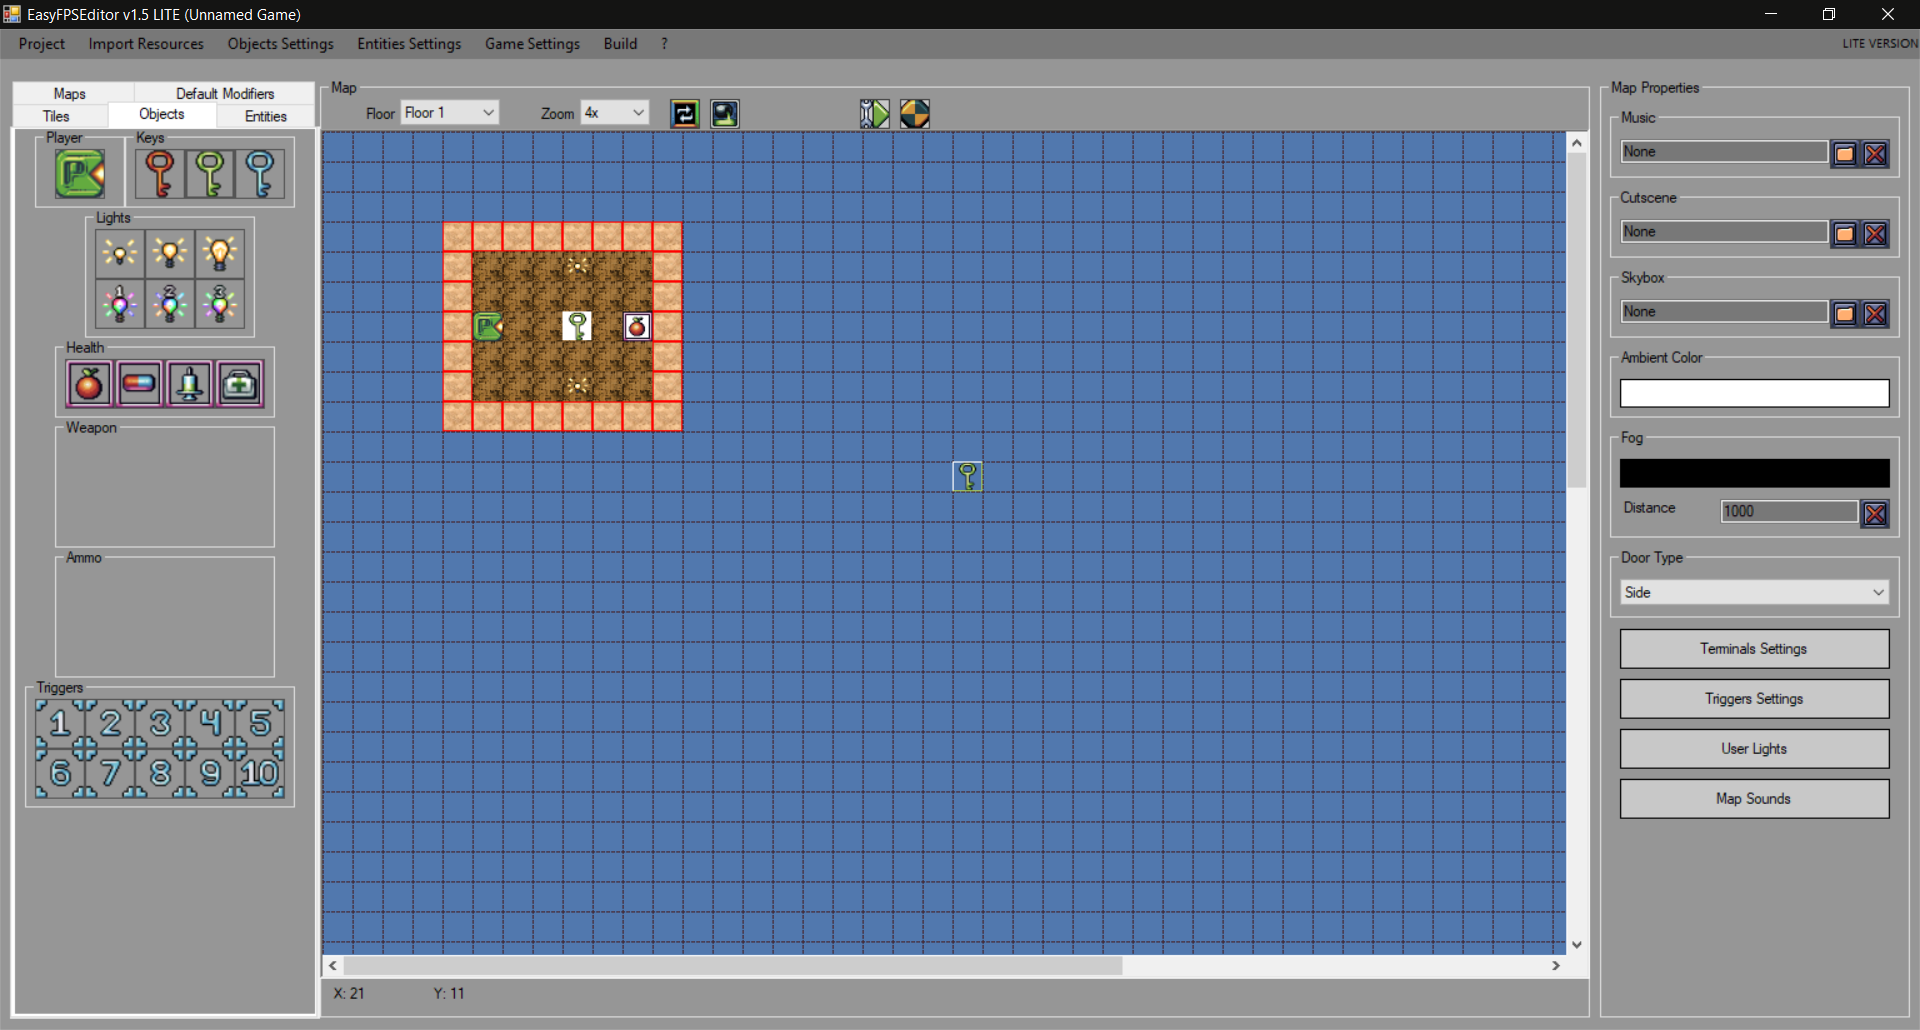 EasyFPSEditor v1.5 LITE (Unnamed Game)
Project Import Resources Objects Settings Entities Settings Game Settings Build ? LITE VERSION
Maps Default Modifiers
Tiles Objects Entities
Player Keys
P
Lights
1 2 3
Health
Weapon
Ammo
Triggers
1 2 3 4 5
6 7 8 9 10
Map
Floor Floor 1 Zoom 4x
P
X: 21 Y: 11
Map Properties
Music
None
Cutscene
None
Skybox
None
Ambient Color
Fog
Distance 1000
Door Type
Side
Terminals Settings
Triggers Settings
User Lights
Map Sounds